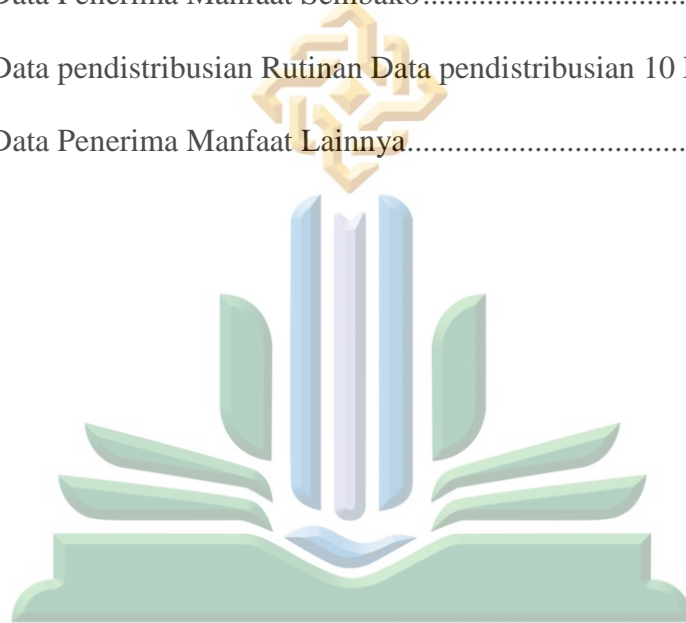 Data Penerima Manfaat Sembako................................
Data pendistribusian Rutinan Data pendistribusian 10
Data Penerima Manfaat Lainnya..................................